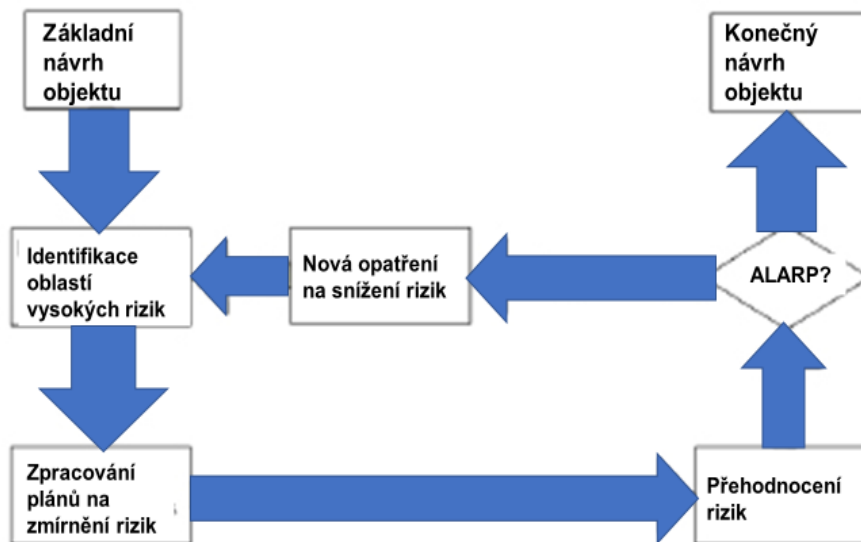 Základní
návrh
objektu
Konečný
návrh
objektu
Identifikace
oblastí
vysokých rizik
Nová opatření
na snížení rizik
ALARP?
Zpracování
plánů na
zmírnění rizik
Přehodnocení
rizik